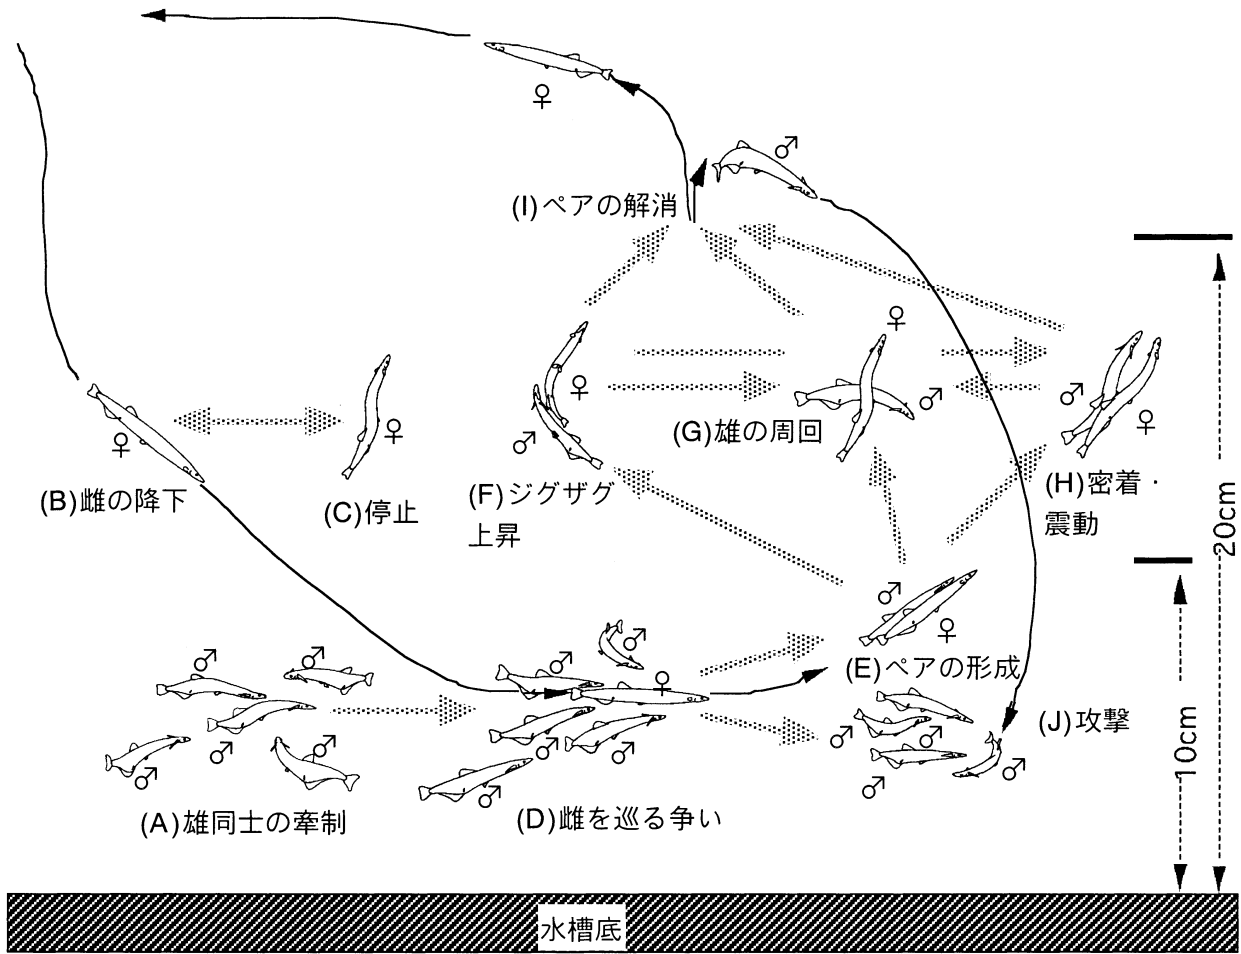 ♀
♂
(I)ペアの解消
♀
♂
(G)雄の周回
♀
(B)雌の降下
♀
(C)停止
♂
♀
(F)ジグザグ
上昇
♂
♀
(H)密着・
震動
20cm
♂
♀
(E)ペアの形成
♂
♂
♂
♂
♂
(A)雄同士の牽制
♂
♂
♀
♂
♂
♂
(D)雌を巡る争い
♂
♂
♂
♂
(J)攻撃
10cm
水槽底